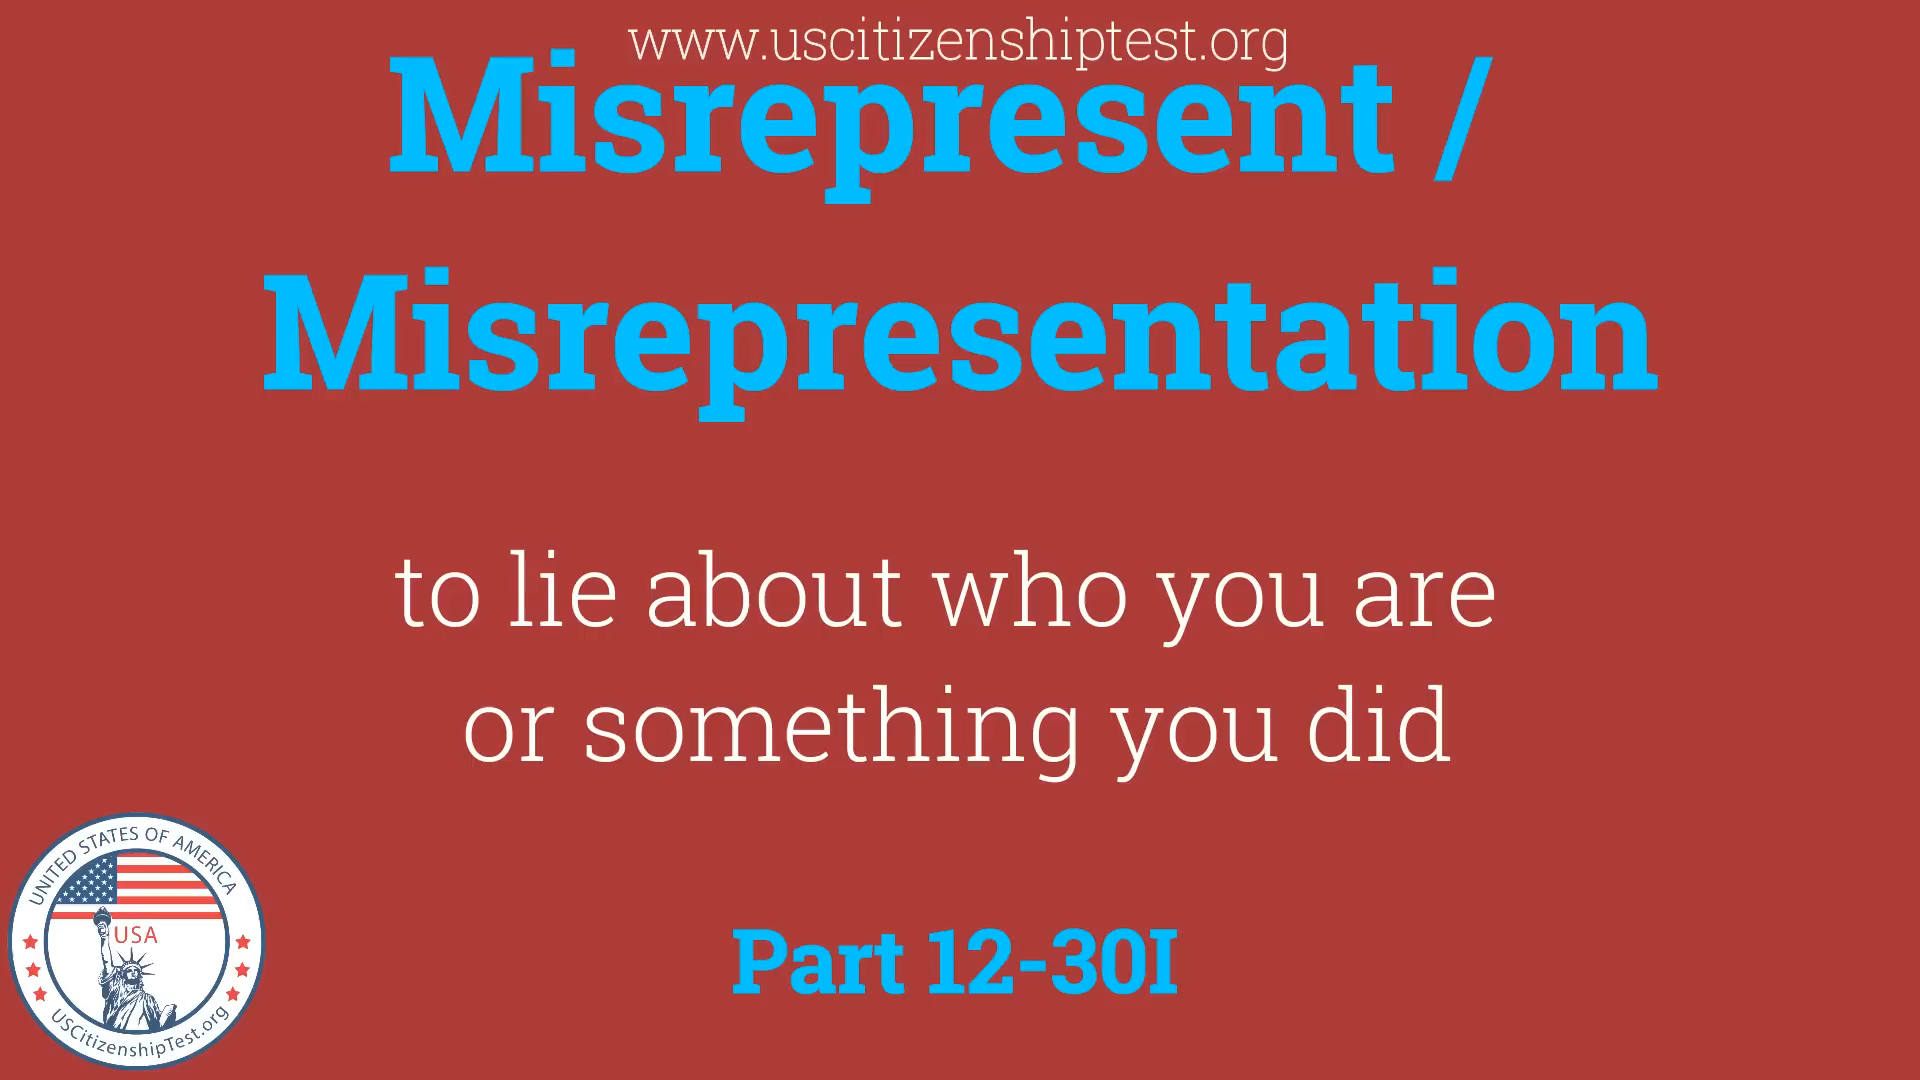 www.uscitizenshiptest.org
Misrepresent /
Misrepresentation
to lie about who you are
or something you did
Part 12-30I
UNITED STATES OF AMERICA
USA
USCitizenshipTest.org